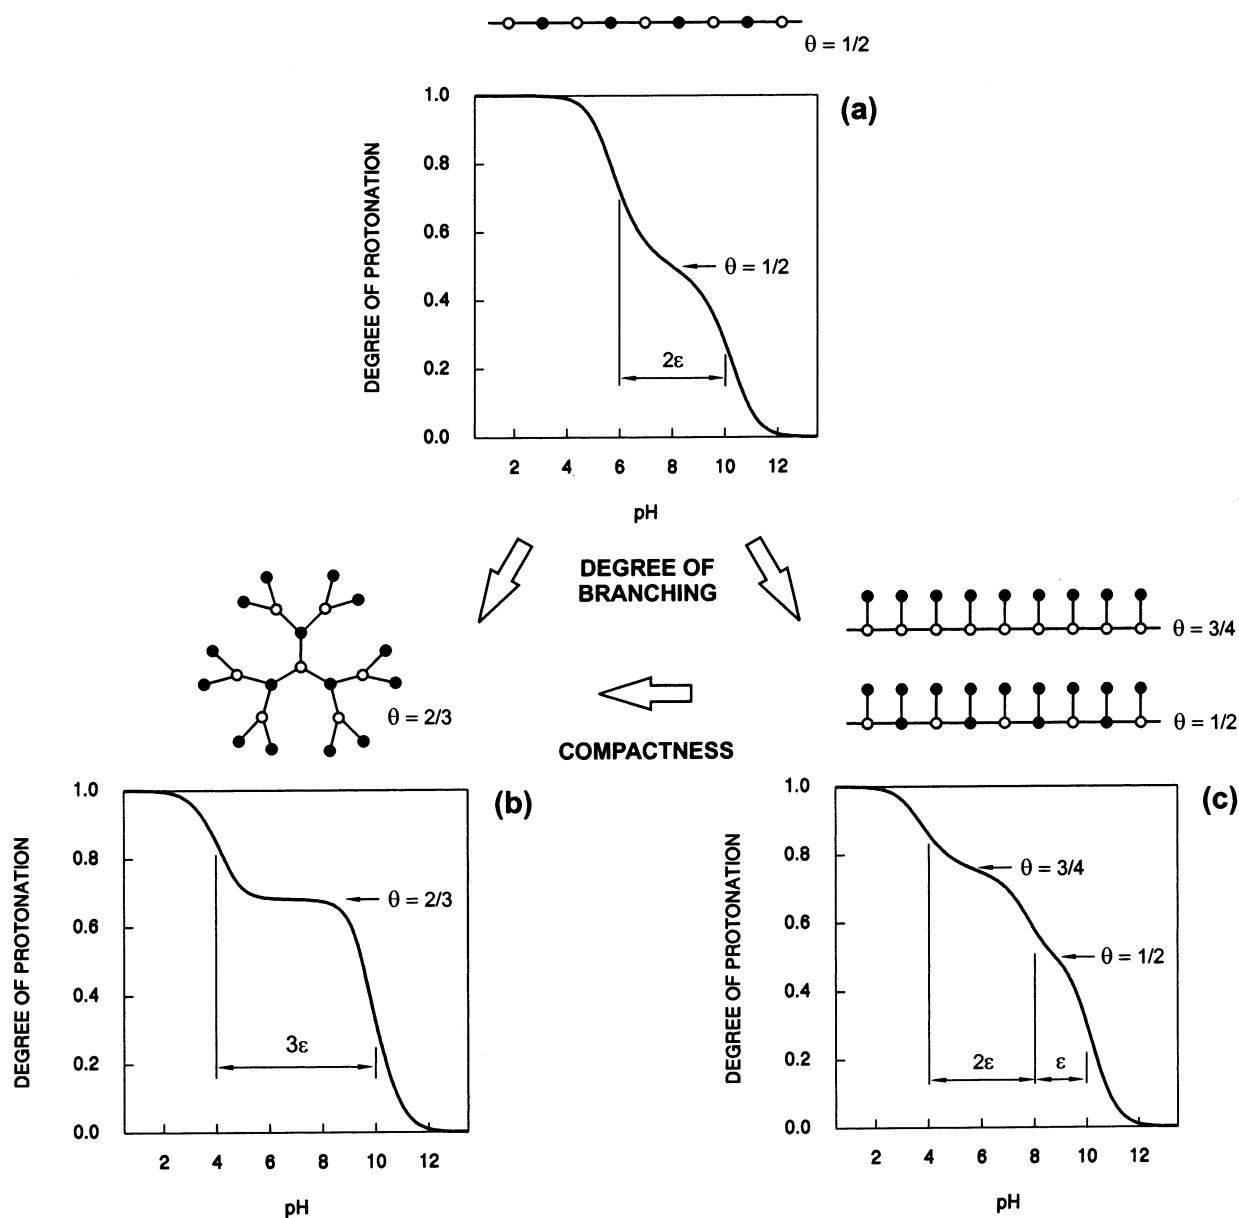 θ = 1/2
(a)
DEGREE OF PROTONATION
1.0
0.8
0.6
0.4
0.2
0.0
θ = 1/2
2ε
2 4 6 8 10 12
pH
DEGREE OF
BRANCHING
COMPACTNESS
θ = 2/3
θ = 3/4
θ = 1/2
(b)
DEGREE OF PROTONATION
1.0
0.8
0.6
0.4
0.2
0.0
θ = 2/3
3ε
2 4 6 8 10 12
pH
(c)
DEGREE OF PROTONATION
1.0
0.8
0.6
0.4
0.2
0.0
θ = 3/4
θ = 1/2
2ε ε
2 4 6 8 10 12
pH